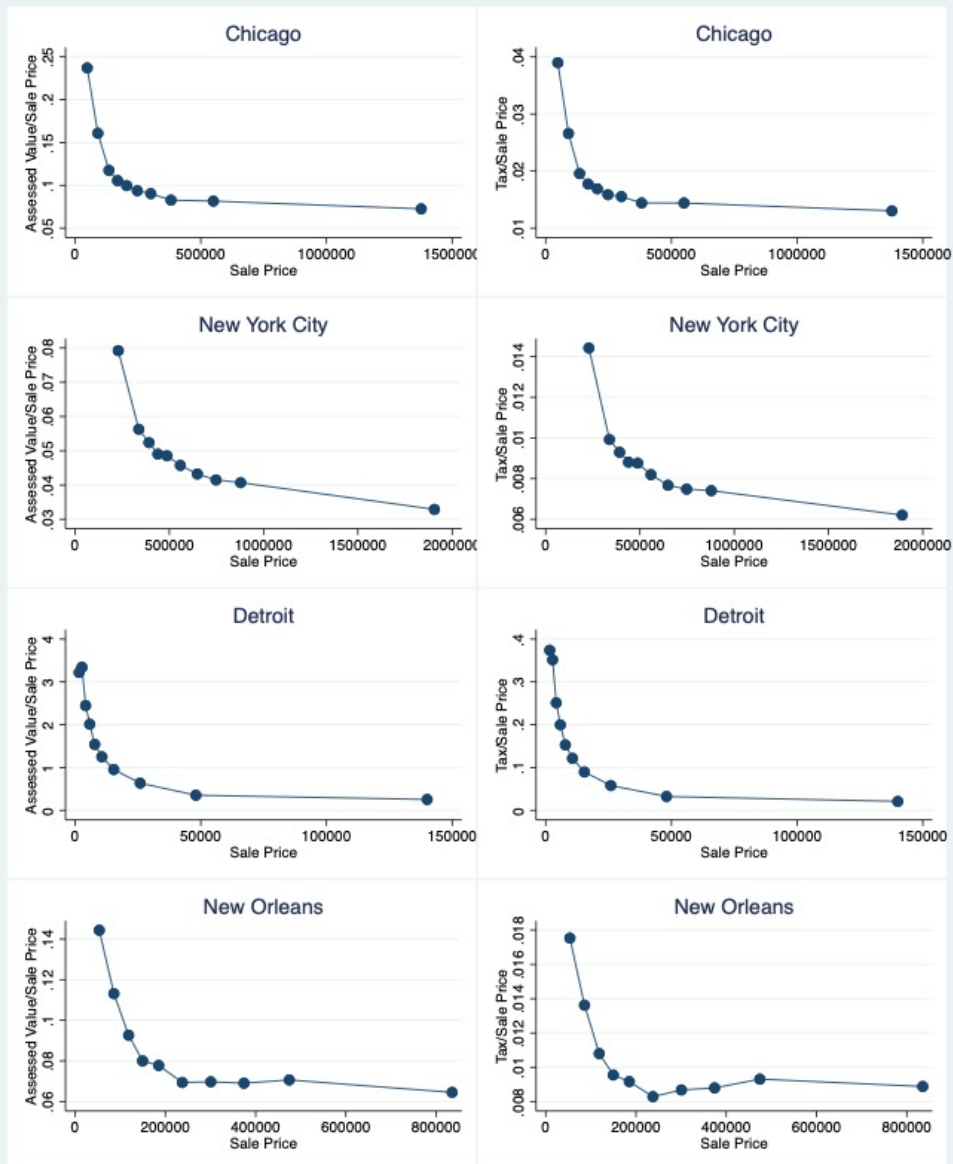 Chicago
Assessed Value/Sale Price
.25
.2
.15
.1
.05
0 500000 1000000 1500000
Sale Price
Chicago
Tax/Sale Price
.04
.03
.02
.01
0 500000 1000000 1500000
Sale Price
New York City
Assessed Value/Sale Price
.08
.07
.06
.05
.04
.03
0 500000 1000000 1500000 2000000
Sale Price
New York City
Tax/Sale Price
.014
.012
.01
.008
.006
0 500000 1000000 1500000 2000000
Sale Price
Detroit
Assessed Value/Sale Price
4
3
2
1
0
0 50000 100000 150000
Sale Price
Detroit
Tax/Sale Price
.4
.3
.2
.1
0
0 50000 100000 150000
Sale Price
New Orleans
Assessed Value/Sale Price
.14
.12
.1
.08
.06
0 200000 400000 600000 800000
Sale Price
New Orleans
Tax/Sale Price
.018
.016
.014
.012
.01
.008
0 200000 400000 600000 800000
Sale Price